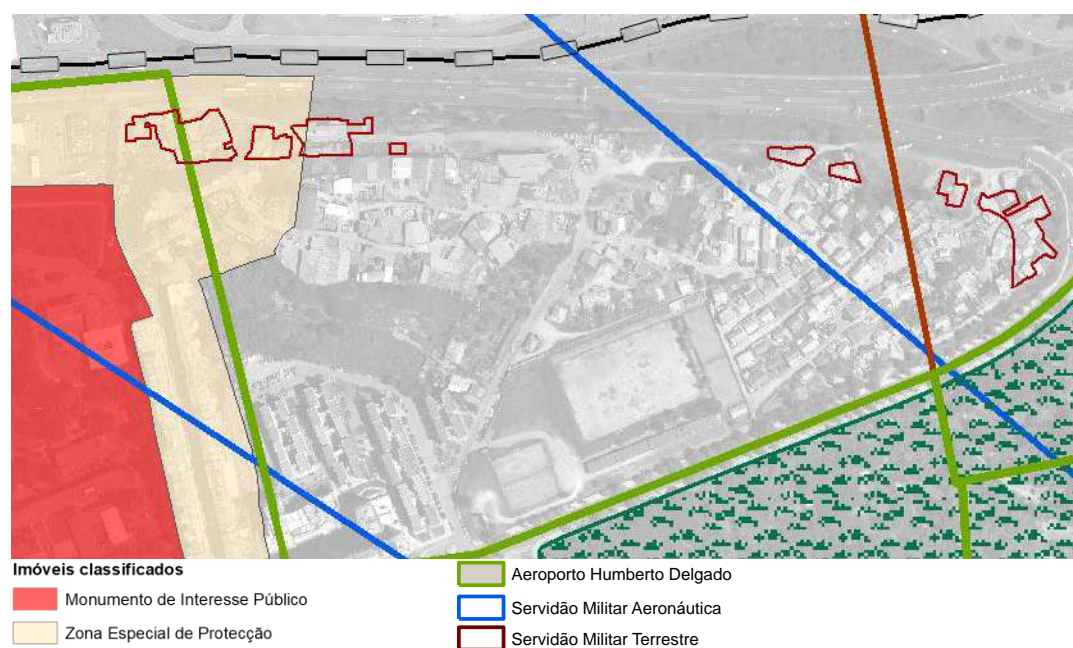 Imóveis classificados
Monumento de Interesse Público
Zona Especial de Protecção
Aeroporto Humberto Delgado
Servidão Militar Aeronáutica
Servidão Militar Terrestre